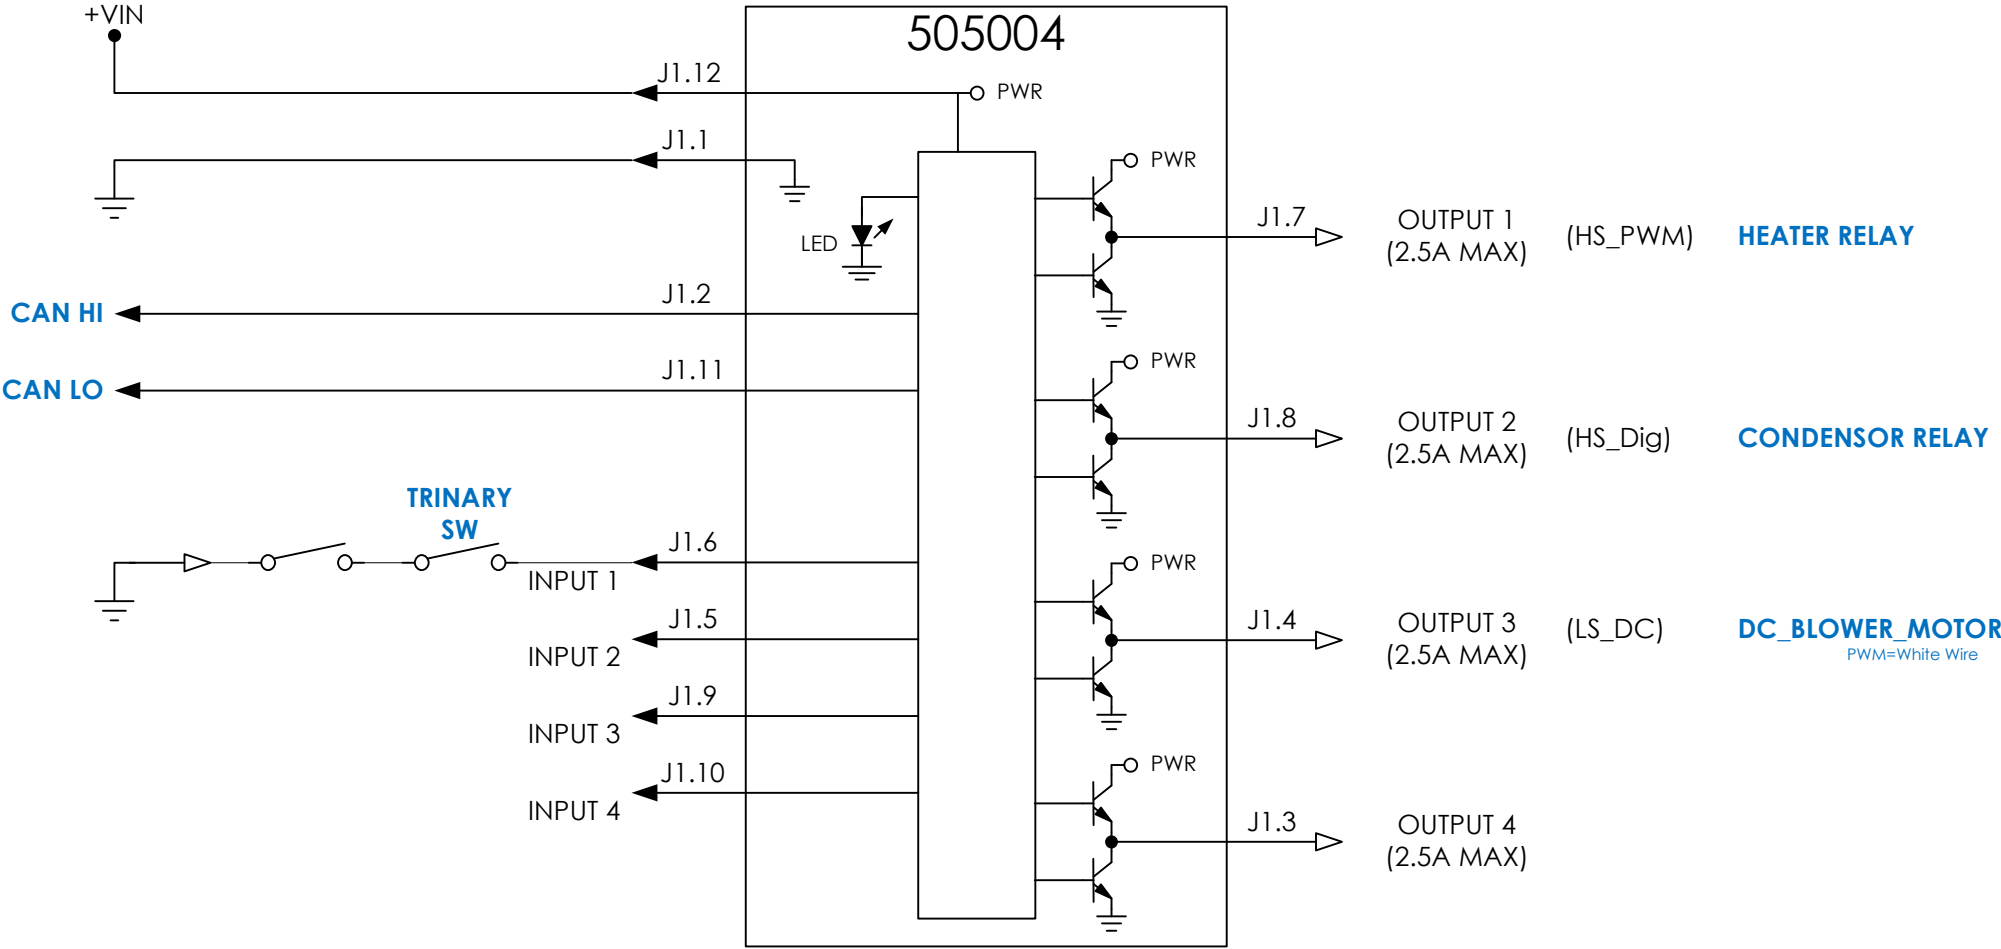 +VIN
505004
J1.12
PWR
J1.1
PWR
LED
J1.7
OUTPUT 1
(2.5A MAX)
(HS_PWM)
HEATER RELAY
CAN HI
J1.2
CAN LO
J1.11
PWR
J1.8
OUTPUT 2
(2.5A MAX)
(HS_Dig)
CONDENSOR RELAY
TRINARY
SW
J1.6
INPUT 1
J1.5
INPUT 2
J1.9
INPUT 3
J1.10
INPUT 4
PWR
J1.4
OUTPUT 3
(2.5A MAX)
(LS_DC)
DC_BLOWER_MOTOR
PWM=White Wire
PWR
J1.3
OUTPUT 4
(2.5A MAX)